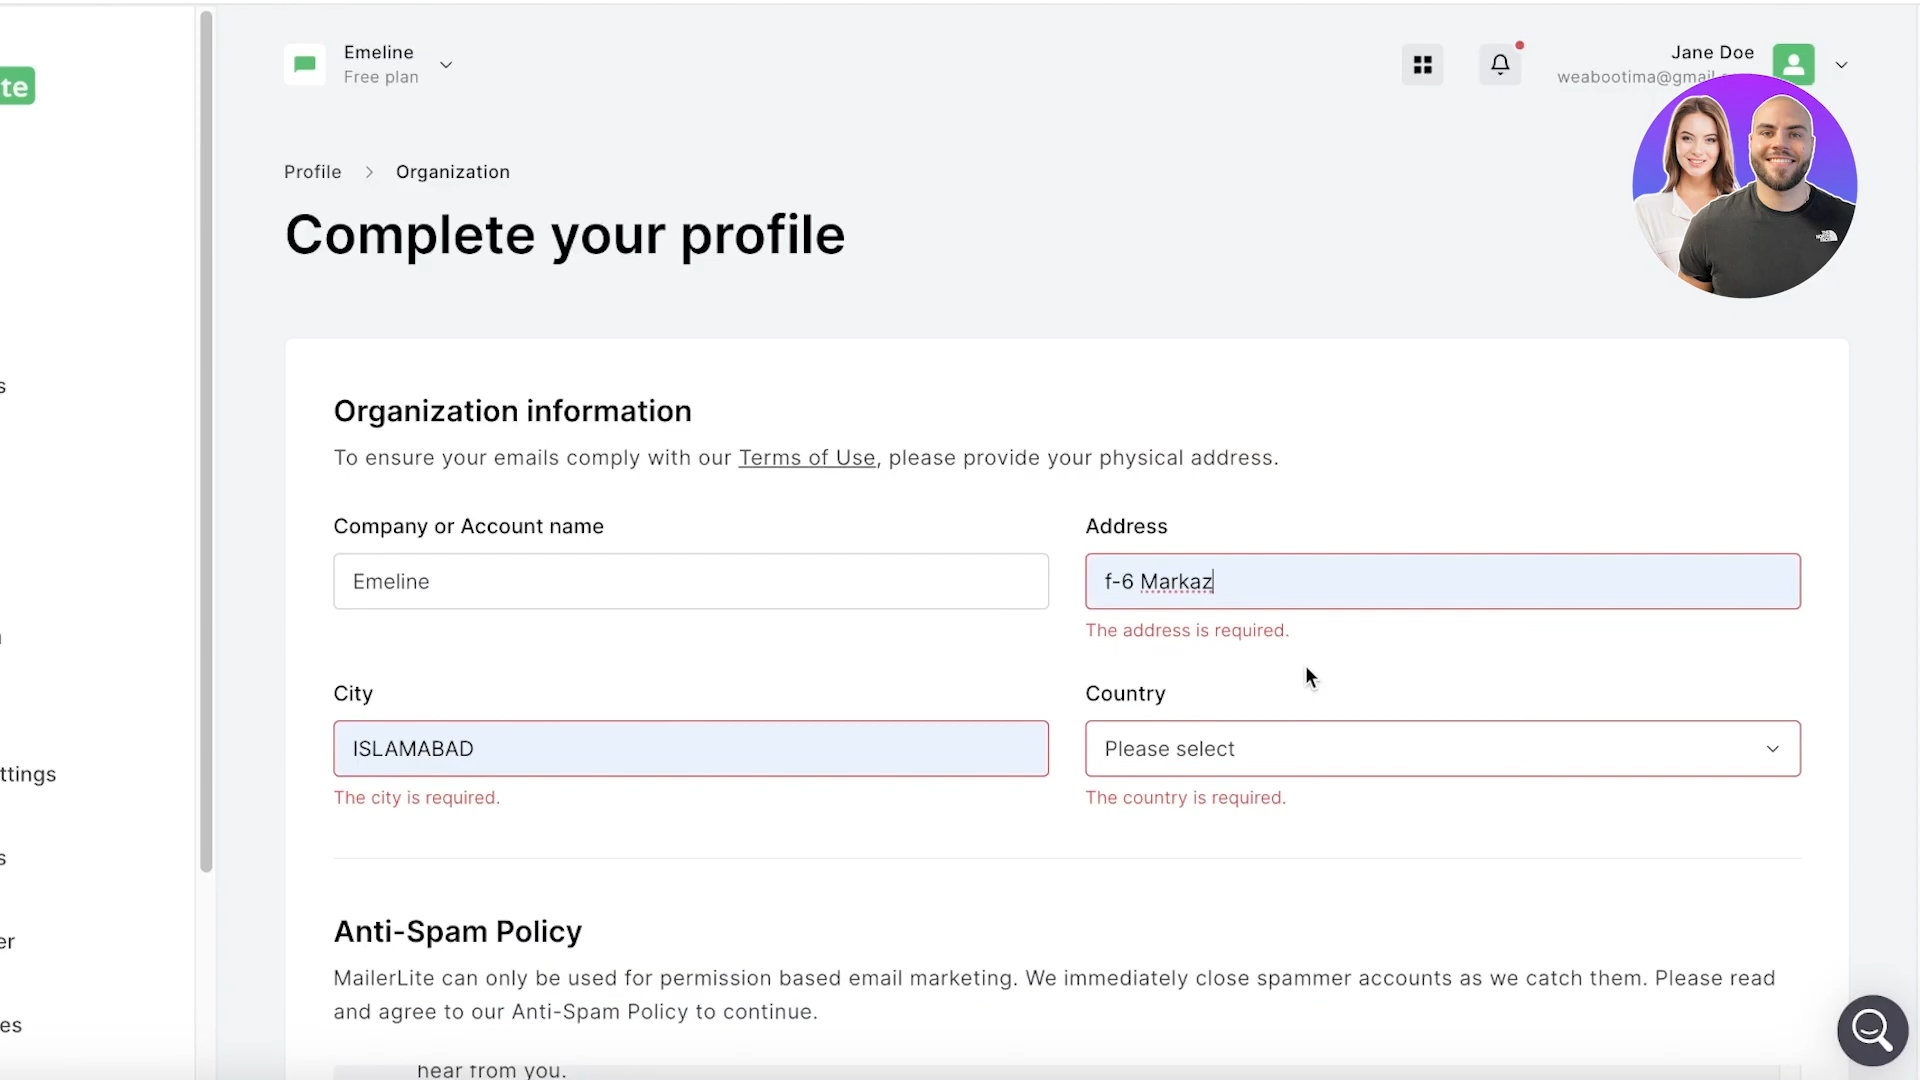 Emeline
Free plan
Jane Doe
weabootima@gmail
te
Profile > Organization
Complete your profile
Organization information
To ensure your emails comply with our Terms of Use, please provide your physical address.
Company or Account name
Address
Emeline
f-6 Markaz
The address is required.
City
Country
ISLAMABAD
Please select
The city is required.
The country is required.
s
ttings
s
er
es
Anti-Spam Policy
MailerLite can only be used for permission based email marketing. We immediately close spammer accounts as we catch them. Please read
and agree to our Anti-Spam Policy to continue.
hear from you.
THE NORTH FACE